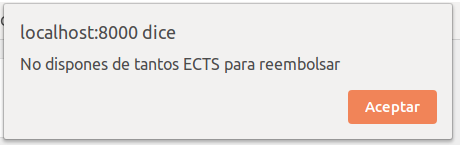 localhost:8000 dice
No dispones de tantos ECTS para reembolsar
Aceptar